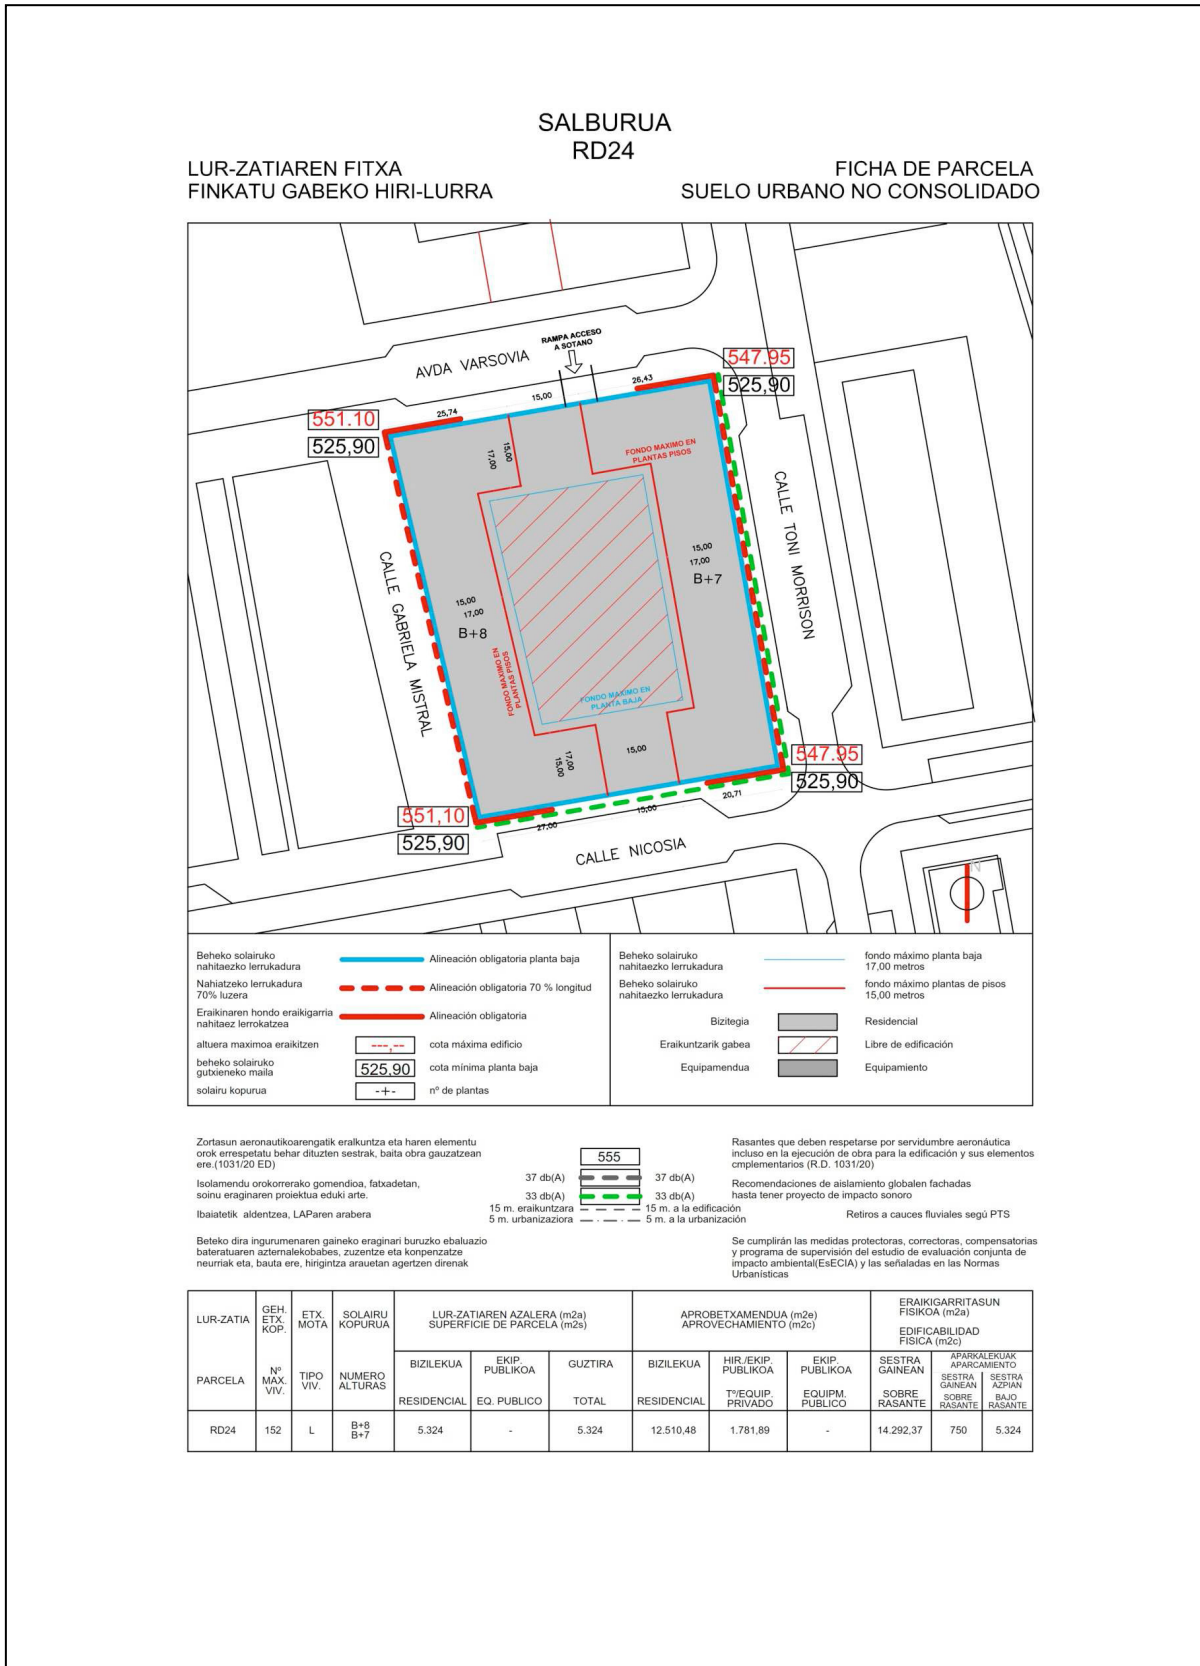 SALBURUA
RD24
LUR-ZATIAREN FITXA
FINKATU GABEKO HIRI-LURRA
FICHA DE PARCELA
SUELO URBANO NO CONSOLIDADO
RAMPA ACCESO
A SOTANO
AVDA VARSOVIA
547.95
525,90
551.10
525,90
25,74
15,00
26,43
15,00
17,00
FONDO MAXIMO EN
PLANTAS PISOS
CALLE TONI MORRISON
CALLE GABRIELA MISTRAL
15,00
17,00
B+7
15,00
17,00
B+8
FONDO MAXIMO EN
PLANTAS PISOS
FONDO MAXIMO EN
PLANTA BAJA
17,00
15,00
15,00
547.95
525,90
551,10
525,90
27,00
15,00
20,71
CALLE NICOSIA
N
Beheko solairuko
nahitaezko lerrukadura
Alineación obligatoria planta baja
Nahiatzeko lerrukadura
70% luzera
Alineación obligatoria 70 % longitud
Eraikinaren hondo eraikigarria
nahitaez lerrokatzea
Alineación obligatoria
altuera maximoa eraikitzen
---,--
cota máxima edificio
beheko solairuko
gutxieneko maila
525,90
cota mínima planta baja
solairu kopurua
-+-
nº de plantas
Beheko solairuko
nahitaezko lerrukadura
fondo máximo planta baja
17,00 metros
Beheko solairuko
nahitaezko lerrukadura
fondo máximo plantas de pisos
15,00 metros
Bizitegia
Residencial
Eraikuntzarik gabea
Libre de edificación
Equipamendua
Equipamiento
Zortasun aeronautikoarengatik eralkuntza eta haren elementu
orok errespetatu behar dituzten sestrak, baita obra gauzatzean
ere.(1031/20 ED)
555
Rasantes que deben respetarse por servidumbre aeronáutica
incluso en la ejecución de obra para la edificación y sus elementos
cmplementarios (R.D. 1031/20)
Isolamendu orokorrerako gomendioa, fatxadetan,
soinu eraginaren proiektua eduki arte.
37 db(A)
37 db(A)
33 db(A)
33 db(A)
Recomendaciones de aislamiento globalen fachadas
hasta tener proyecto de impacto sonoro
Ibaiatetik aldentzea, LAParen arabera
15 m. eraikuntzara
15 m. a la edificación
5 m. urbanizaziora
5 m. a la urbanización
Retiros a cauces fluviales segú PTS
Beteko dira ingurumenaren gaineko eraginari buruzko ebaluazio
bateratuaren azternalekobabes, zuzentze eta konpenzatze
neurriak eta, bauta ere, hirigintza arauetan agertzen direnak
Se cumplirán las medidas protectoras, correctoras, compensatorias
y programa de supervisión del estudio de evaluación conjunta de
impacto ambiental(EsECIA) y las señaladas en las Normas
Urbanísticas
LUR-ZATIA
GEH.
ETX.
KOP.
ETX.
MOTA
SOLAIRU
KOPURUA
LUR-ZATIAREN AZALERA (m2a)
SUPERFICIE DE PARCELA (m2s)
APROBETXAMENDUA (m2e)
APROVECHAMIENTO (m2c)
ERAIKIGARRITASUN
FISIKOA (m2a)
EDIFICABILIDAD
FISICA (m2c)
PARCELA
Nº
MAX.
VIV.
TIPO
VIV.
NUMERO
ALTURAS
BIZILEKUA
RESIDENCIAL
EKIP.
PUBLIKOA
EQ. PUBLICO
GUZTIRA
TOTAL
BIZILEKUA
RESIDENCIAL
HIR./EKIP.
PUBLIKOA
Tº/EQUIP.
PRIVADO
EKIP.
PUBLIKOA
EQUIPM.
PUBLICO
SESTRA
GAINEAN
SOBRE
RASANTE
APARKALEKUAK
APARCAMIENTO
SESTRA
GAINEAN
SOBRE
RASANTE
SESTRA
AZPIAN
BAJO
RASANTE
RD24
152
L
B+8
B+7
5.324
-
5.324
12.510,48
1.781,89
-
14.292,37
750
5.324